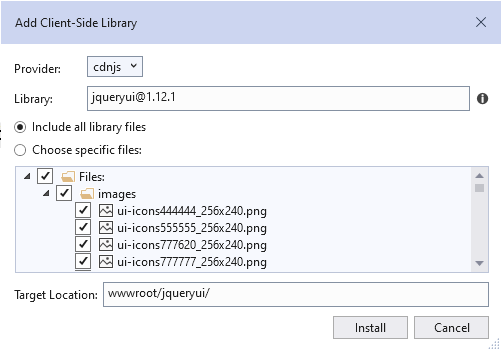 Add Client-Side Library
Provider: cdnjs
Library: jqueryui@1.12.1
Include all library files
Choose specific files:
Files:
images
ui-icons444444_256x240.png
ui-icons555555_256x240.png
ui-icons777620_256x240.png
ui-icons777777_256x240.png
Target Location: wwwroot/jqueryui/
Install Cancel